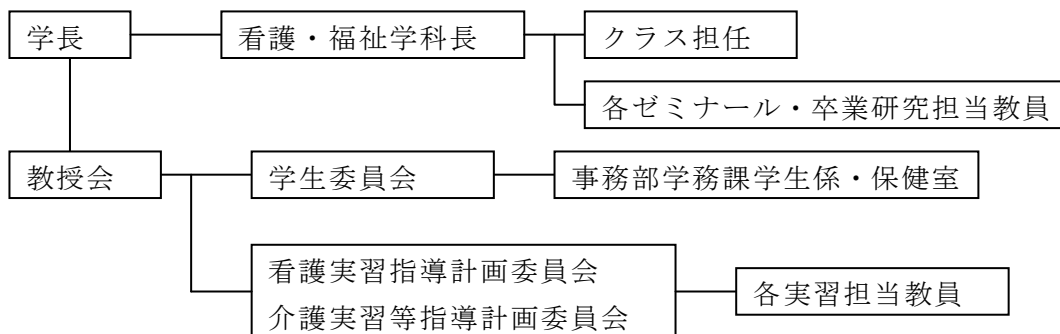 学長
看護・福祉学科長
クラス担任
各ゼミナール・卒業研究担当教員
教授会
学生委員会
事務部学務課学生係・保健室
看護実習指導計画委員会
介護実習等指導計画委員会
各実習担当教員